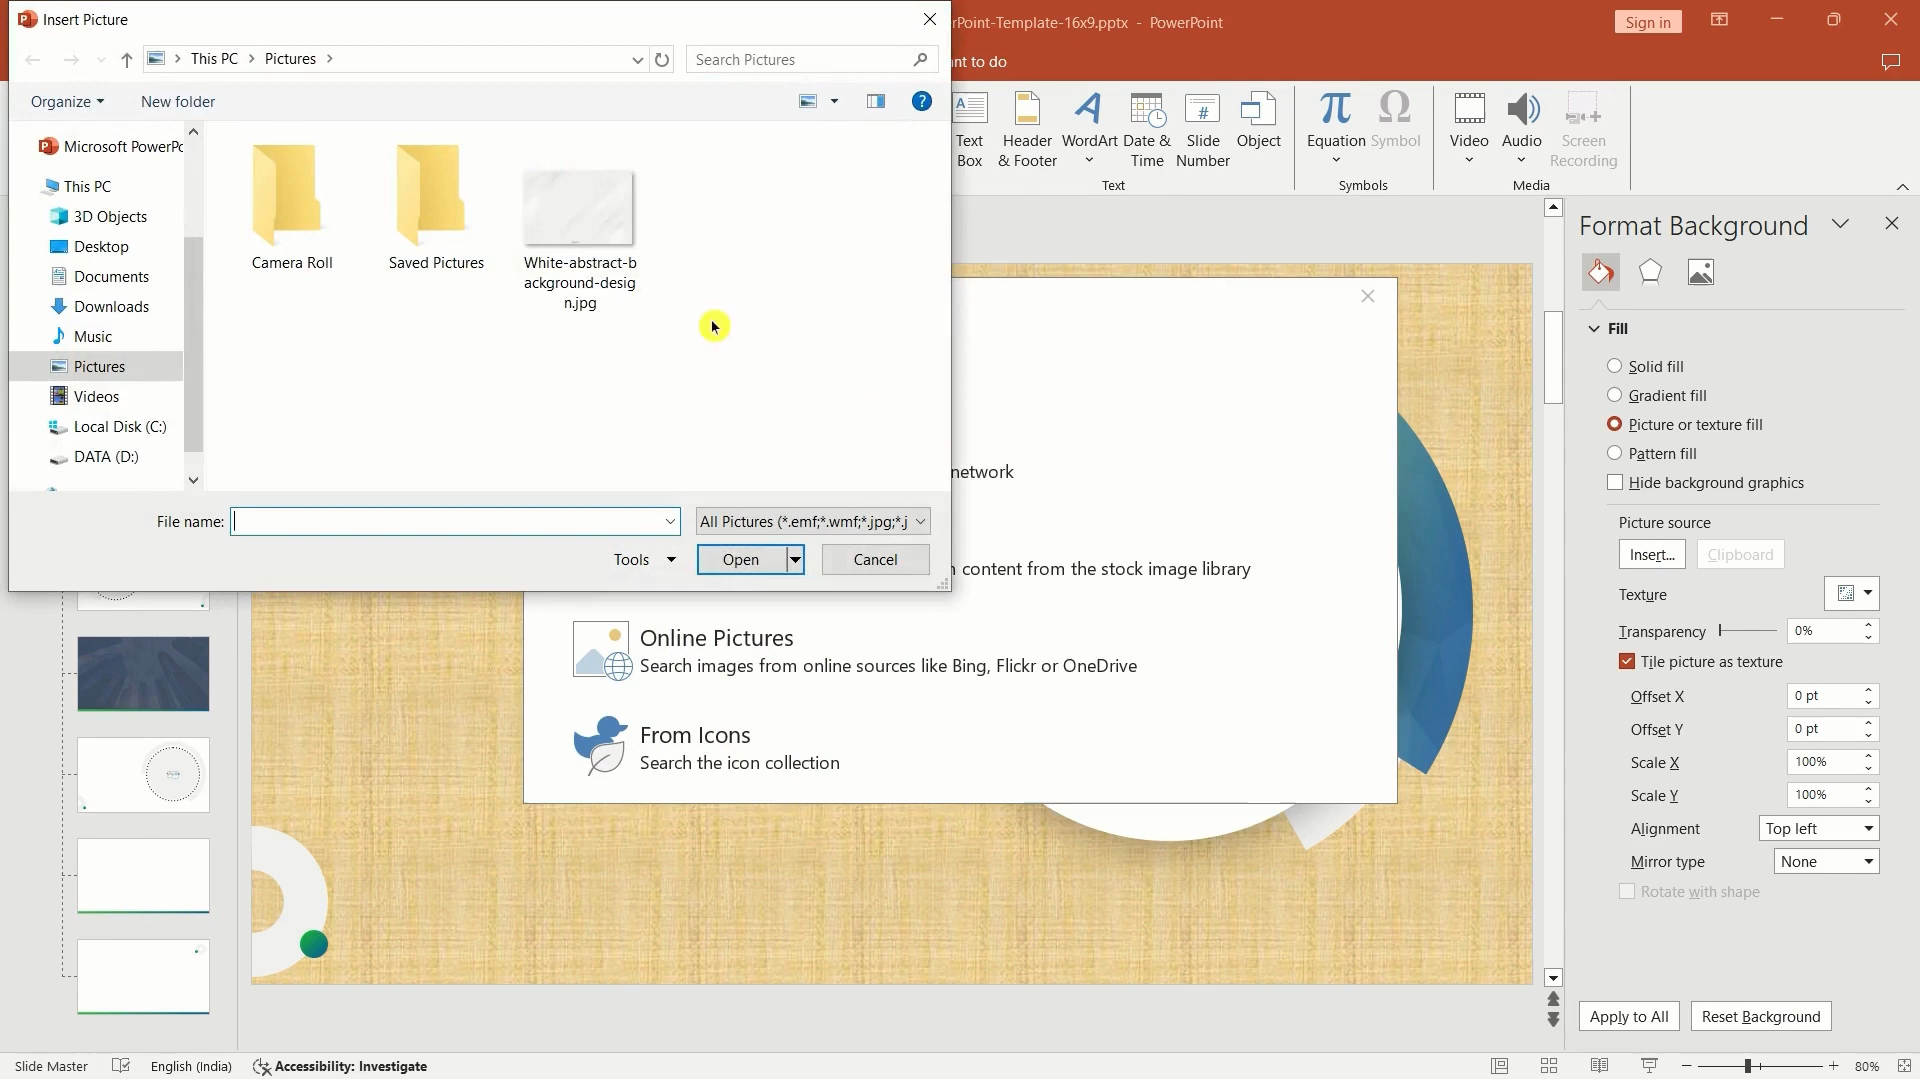 Insert Picture
Point-Template-16x9.pptx - PowerPoint
Sign in
This PC
Pictures
Search Pictures
nt to do
Organize
New folder
Text Box
Header & Footer
WordArt
Date & Time
Slide Number
Object
Equation
Symbol
Video
Audio
Screen Recording
Text
Symbols
Media
Microsoft PowerPo
This PC
3D Objects
Desktop
Documents
Downloads
Music
Pictures
Videos
Local Disk (C:)
DATA (D:)
Camera Roll
Saved Pictures
White-abstract-b
ackground-desig
n.jpg
File name:
All Pictures (*.emf;*.wmf;*.jpg;*.j
Tools
Open
Cancel
network
content from the stock image library
Online Pictures
Search images from online sources like Bing, Flickr or OneDrive
From Icons
Search the icon collection
Format Background
Fill
Solid fill
Gradient fill
Picture or texture fill
Pattern fill
Hide background graphics
Picture source
Insert...
Clipboard
Texture
Transparency
0%
Tile picture as texture
Offset X
0 pt
Offset Y
0 pt
Scale X
100%
Scale Y
100%
Alignment
Top left
Mirror type
None
Rotate with shape
Apply to All
Reset Background
Slide Master
English (India)
Accessibility: Investigate
80%